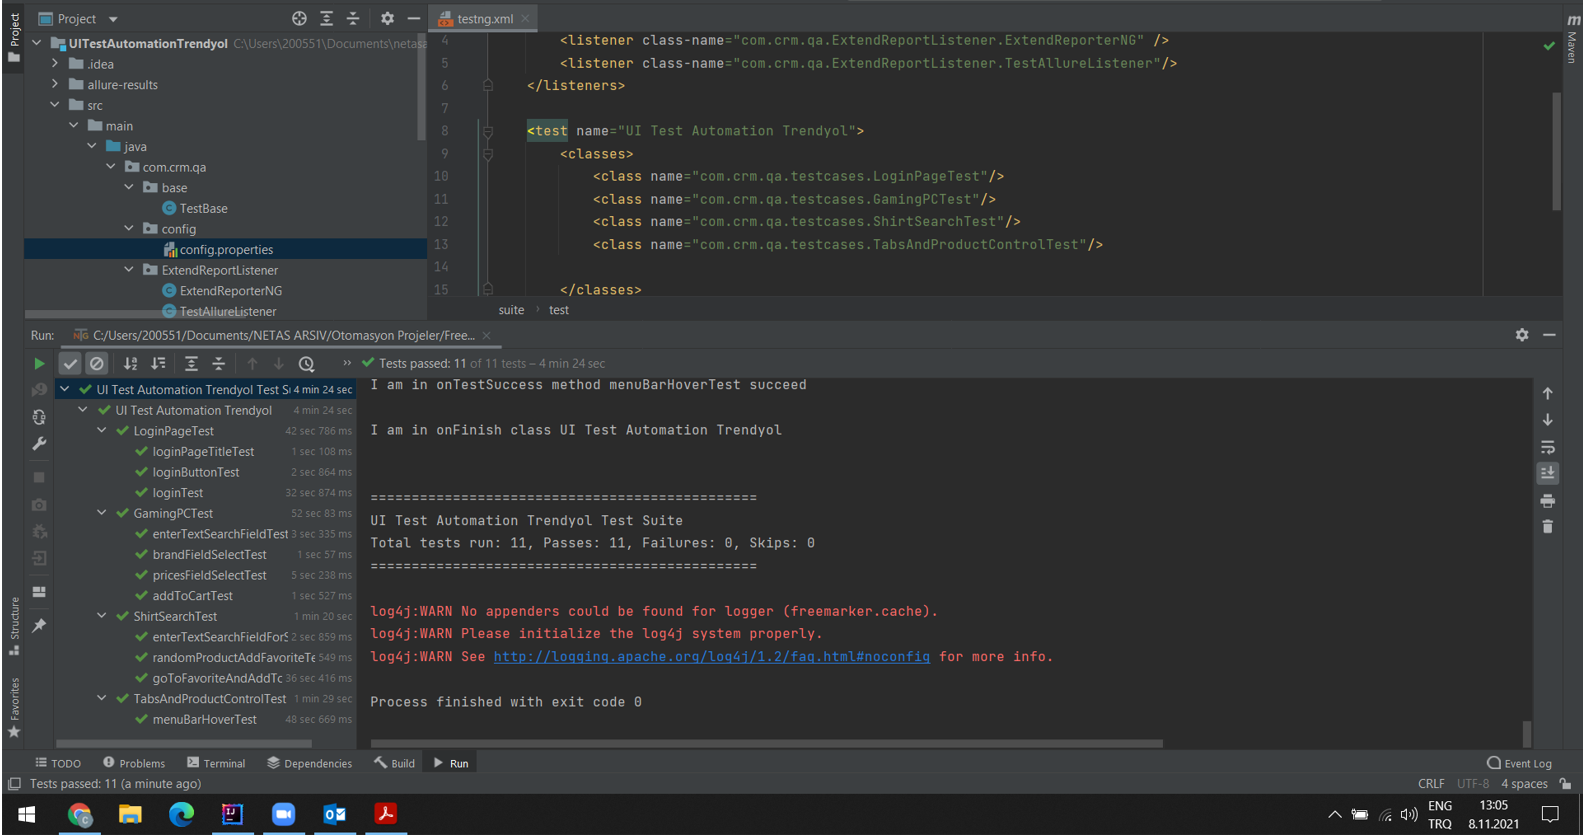 Project
testng.xml
UITestAutomationTrendyol C:\Users\200551\Documents\netasa
.idea
allure-results
src
main
java
com.crm.qa
base
TestBase
config
config.properties
ExtendReportListener
ExtendReporterNG
TestAllureListener
Project
Structure
Favorites
Maven
4 <listener class-name="com.crm.qa.ExtendReportListener.ExtendReporterNG" />
5 <listener class-name="com.crm.qa.ExtendReportListener.TestAllureListener"/>
6 </listeners>
7
8 <test name="UI Test Automation Trendyol">
9 <classes>
10 <class name="com.crm.qa.testcases.LoginPageTest"/>
11 <class name="com.crm.qa.testcases.GamingPCTest"/>
12 <class name="com.crm.qa.testcases.ShirtSearchTest"/>
13 <class name="com.crm.qa.testcases.TabsAndProductControlTest"/>
14
15 </classes>
suite › test
Run: C:/Users/200551/Documents/NETAS ARSIV/Otomasyon Projeler/Free...
Tests passed: 11 of 11 tests – 4 min 24 sec
UI Test Automation Trendyol Test Su 4 min 24 sec
UI Test Automation Trendyol 4 min 24 sec
LoginPageTest 42 sec 786 ms
loginPageTitleTest 1 sec 108 ms
loginButtonTest 2 sec 864 ms
loginTest 32 sec 874 ms
GamingPCTest 52 sec 83 ms
enterTextSearchFieldTest 3 sec 335 ms
brandFieldSelectTest 1 sec 57 ms
pricesFieldSelectTest 5 sec 238 ms
addToCartTest 1 sec 527 ms
ShirtSearchTest 1 min 20 sec
enterTextSearchFieldForS 2 sec 859 ms
randomProductAddFavoriteTe 549 ms
goToFavoriteAndAddTc 36 sec 416 ms
TabsAndProductControlTest 1 min 29 sec
menuBarHoverTest 48 sec 669 ms
I am in onTestSuccess method menuBarHoverTest succeed
I am in onFinish class UI Test Automation Trendyol
===============================================
UI Test Automation Trendyol Test Suite
Total tests run: 11, Passes: 11, Failures: 0, Skips: 0
===============================================
log4j:WARN No appenders could be found for logger (freemarker.cache).
log4j:WARN Please initialize the log4j system properly.
log4j:WARN See http://logging.apache.org/log4j/1.2/faq.html#noconfig for more info.
Process finished with exit code 0
TODO Problems Terminal Dependencies Build Run Event Log
Tests passed: 11 (a minute ago) CRLF UTF-8 4 spaces
ENG 13:05
TRQ 8.11.2021